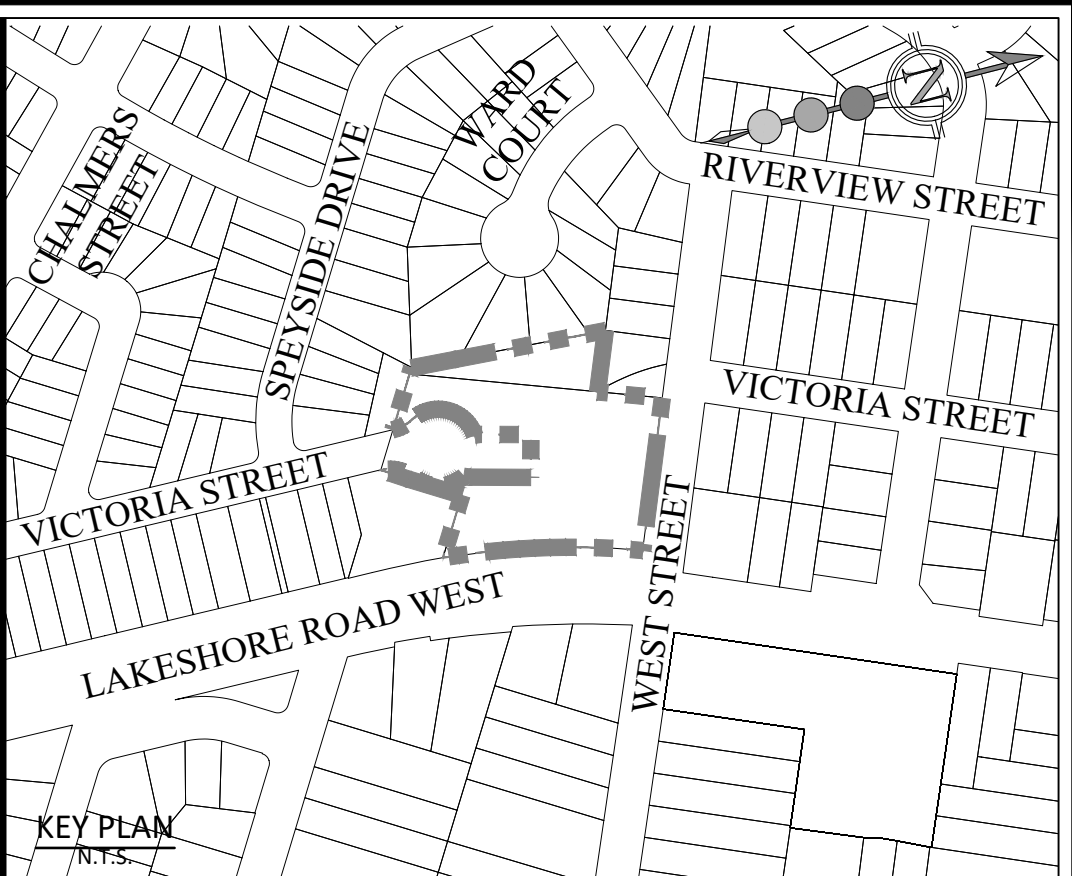 WARD
COURT
N
CHALMERS
STREET
SPEYSIDE DRIVE
RIVERVIEW STREET
VICTORIA STREET
VICTORIA STREET
WEST STREET
LAKESHORE ROAD WEST
KEY PLAN
N.T.S.